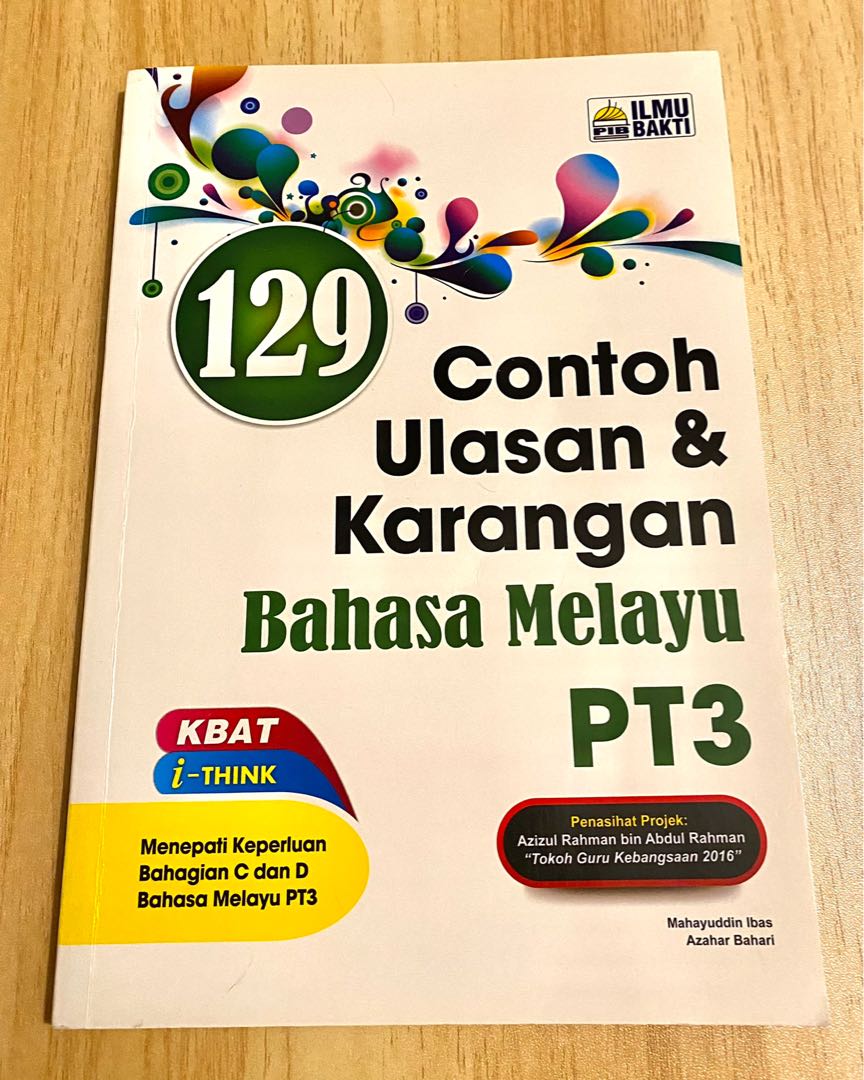 PIB
ILMU
BAKTI
129
Contoh
Ulasan &
Karangan
Bahasa Melayu
PT3
KBAT
i-THINK
Menepati Keperluan
Bahagian C dan D
Bahasa Melayu PT3
Penasihat Projek:
Azizul Rahman bin Abdul Rahman
“Tokoh Guru Kebangsaan 2016”
Mahayuddin Ibas
Azahar Bahari